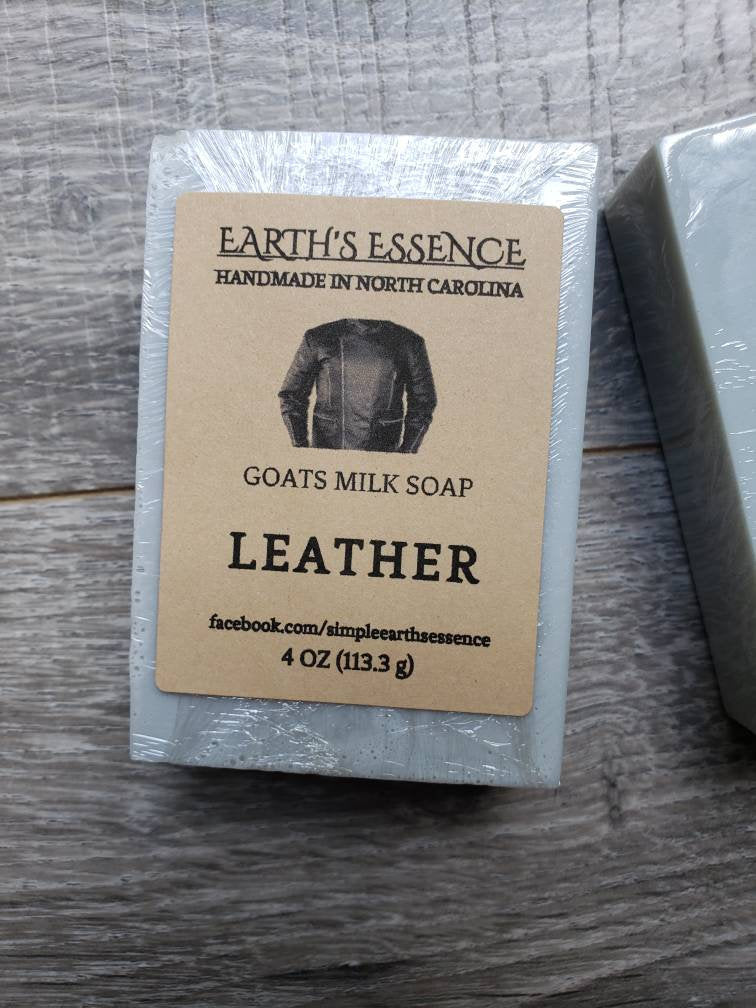 EARTH'S ESSENCE
HANDMADE IN NORTH CAROLINA
GOATS MILK SOAP
LEATHER
facebook.com/simpleearthsessence
4 OZ (113.3 g)